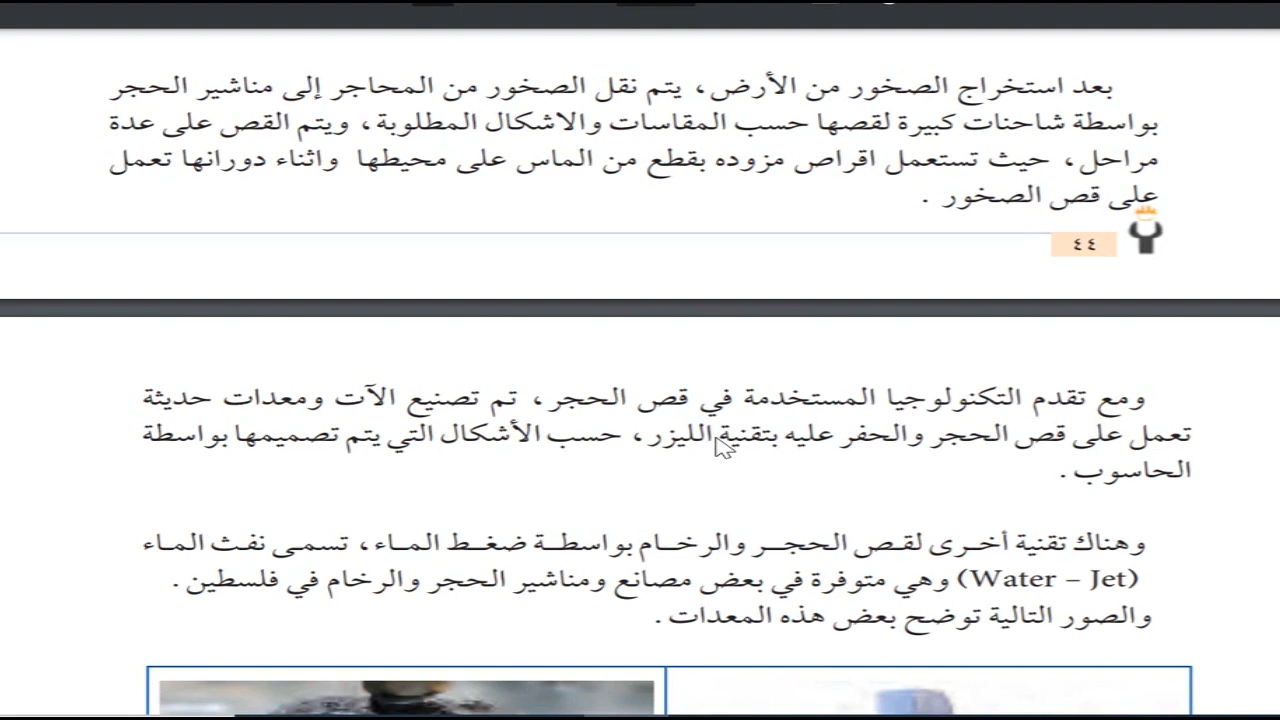 بعد استخراج الصخور من الأرض، يتم نقل الصخور من المحاجر إلى مناشير الحجر
بواسطة شاحنات كبيرة لقصها حسب المقاسات والاشكال المطلوبة، ويتم القص على عدة
مراحل، حيث تستعمل اقراص مزوده بقطع من الماس على محيطها واثناء دورانها تعمل
على قص الصخور .
٤٤
ومع تقدم التكنولوجيا المستخدمة في قص الحجر، تم تصنيع الآت ومعدات حديثة
تعمل على قص الحجر والحفر عليه بتقنية الليزر، حسب الأشكال التي يتم تصميمها بواسطة
الحاسوب .
وهناك تقنية أخرى لقص الحجر والرخام بواسطة ضغط الماء، تسمى نفث الماء
(Water – Jet) وهي متوفرة في بعض مصانع ومناشير الحجر والرخام في فلسطين .
والصور التالية توضح بعض هذه المعدات .